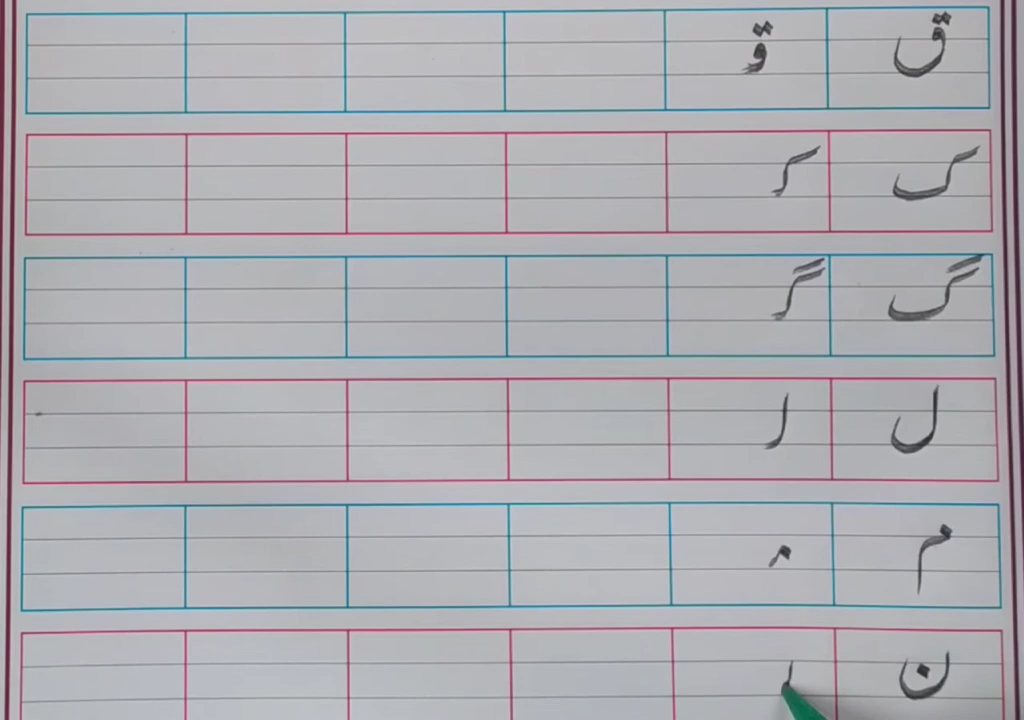 ق قـ
ک کـ
گ گـ
ل لـ
م مـ
ن